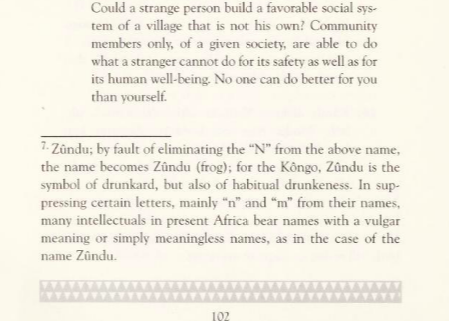 Could a strange person build a favorable social sys-
tem of a village that is not his own? Community
members only, of a given society, are able to do
what a stranger cannot do for its safety as well as for
its human well-being. No one can do better for you
than yourself.
7. Zûndu; by fault of eliminating the “N” from the above name,
the name becomes Zûndu (frog); for the Kôngo, Zûndu is the
symbol of drunkard, but also of habitual drunkeness. In sup-
pressing certain letters, mainly “n” and “m” from their names,
many intellectuals in present Africa bear names with a vulgar
meaning or simply meaningless names, as in the case of the
name Zûndu.
102